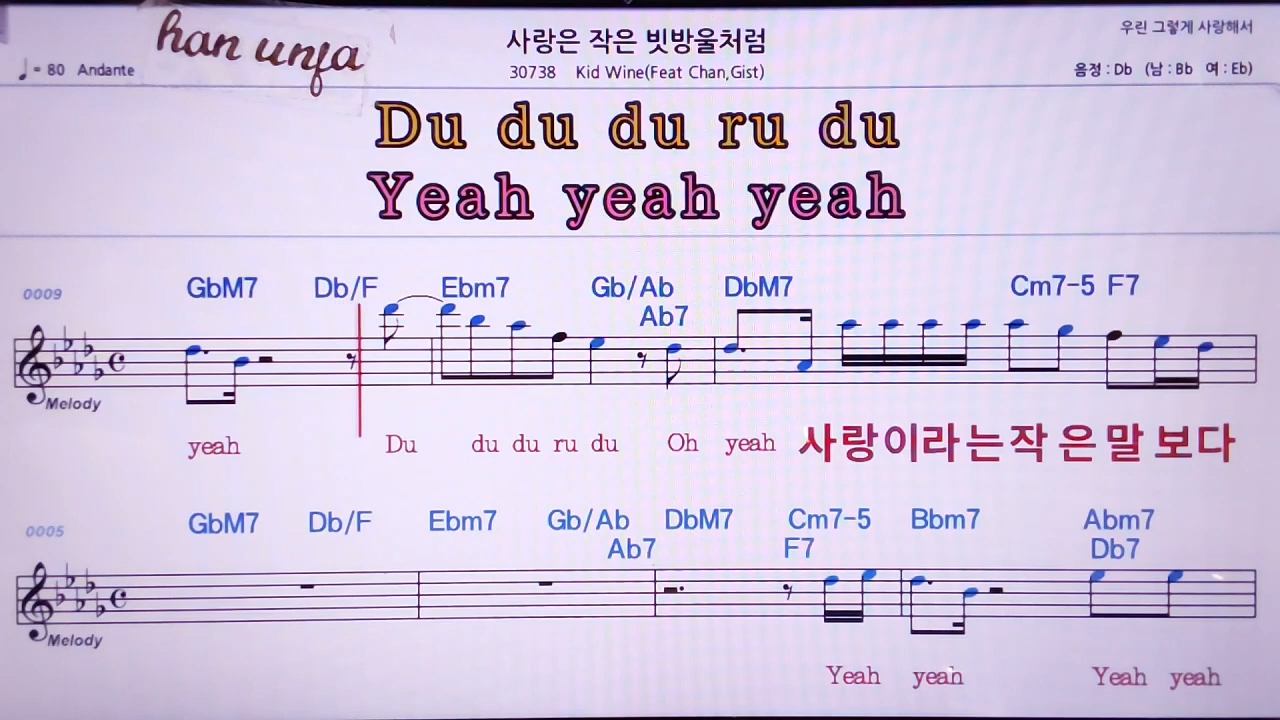 han unfa
사랑은 작은 빗방울처럼
우린 그렇게 사랑해서
♩= 80 Andante
30738 Kid Wine(Feat Chan,Gist)
음정 : Db (남 : Bb 여 : Eb)
Du du du ru du
Yeah yeah yeah
0009
GbM7 Db/F Ebm7 Gb/Ab DbM7 Cm7-5 F7
Ab7
Melody
yeah Du du du ru du Oh yeah 사랑이라는작 은말 보다
0005
GbM7 Db/F Ebm7 Gb/Ab DbM7 Cm7-5 Bbm7 Abm7
Ab7 F7 Db7
Melody
Yeah yeah Yeah yeah